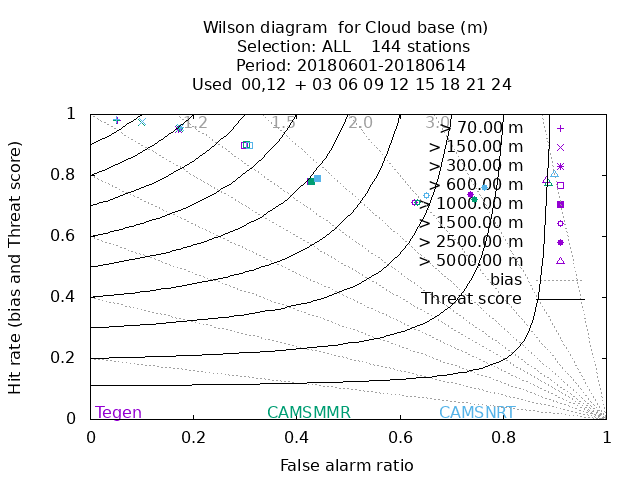 Wilson diagram  for Cloud base (m)
Selection: ALL    144 stations
Period: 20180601-20180614
Used  00,12  + 03 06 09 12 15 18 21 24
Hit rate (bias and Threat score)
1
0.8
0.6
0.4
0.2
0
1.2
1.5
2.0
3.0
> 70.00 m
> 150.00 m
> 300.00 m
> 600.00 m
> 1000.00 m
> 1500.00 m
> 2500.00 m
> 5000.00 m
bias
Threat score
Tegen CAMSMMR CAMSNRT
0 0.2 0.4 0.6 0.8 1
False alarm ratio